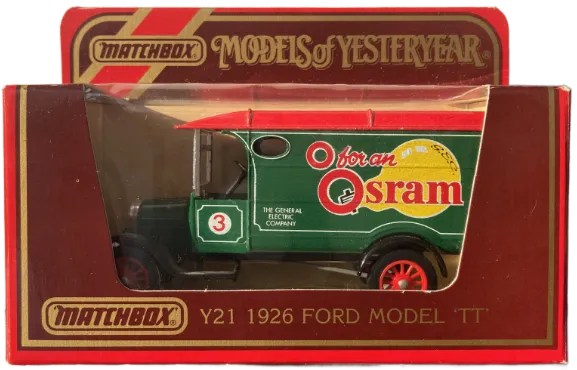 MATCHBOX®
MODELS of YESTERYEAR®
O for an
Osram
3
THE GENERAL
ELECTRIC
COMPANY
MATCHBOX®
Y21 1926 FORD MODEL 'TT'